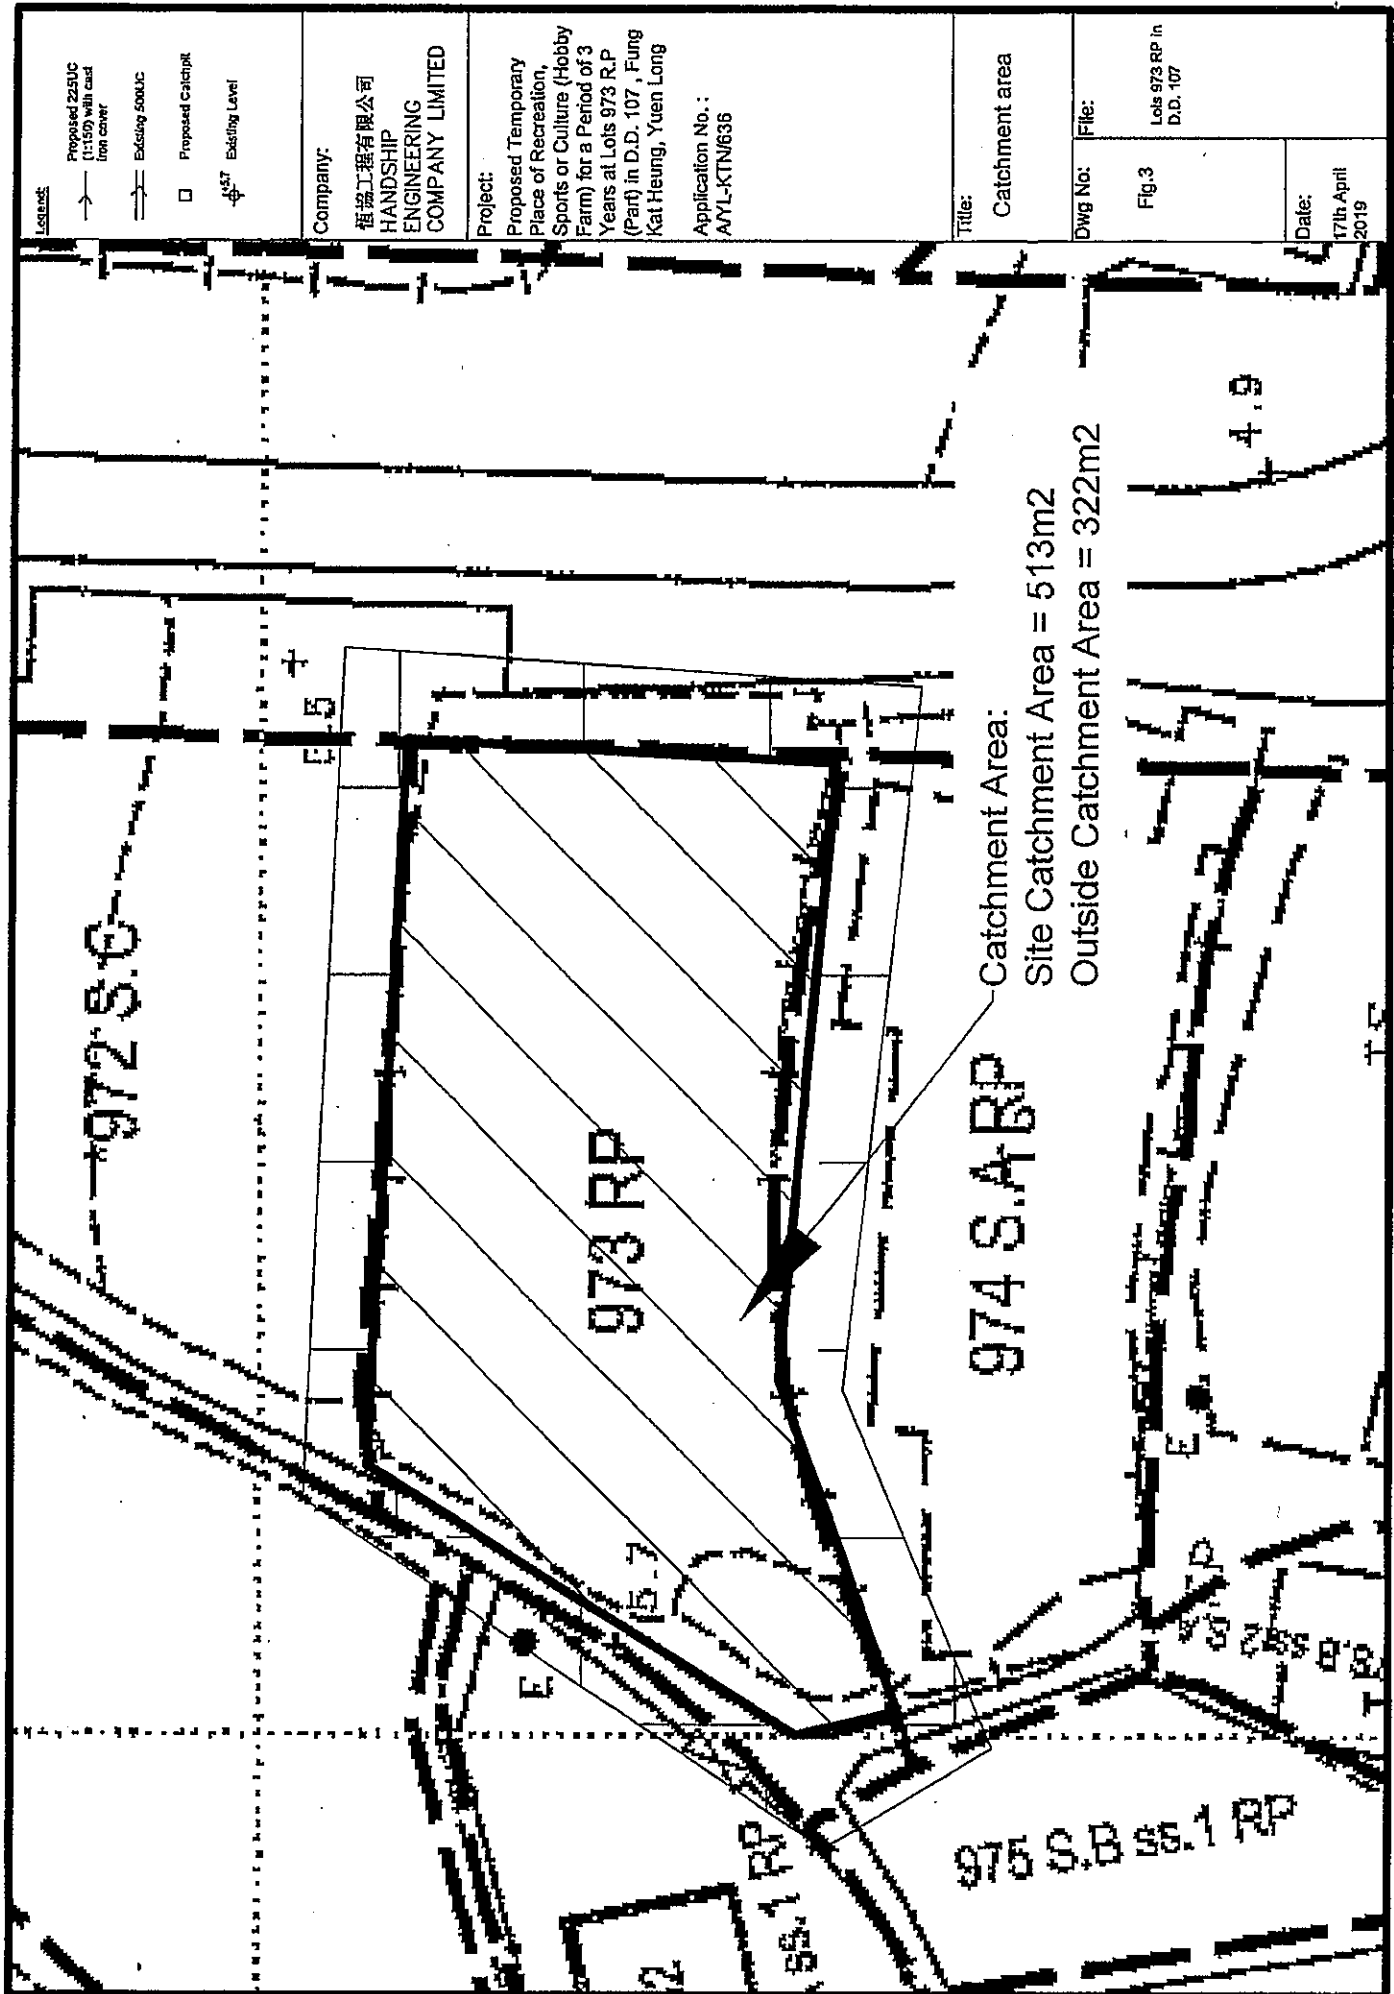 Legend:
Proposed 225UC
(1:150) with cast
iron cover
Existing 500UC
Proposed Catchpit
+5.7
Existing Level
Company:
恒協工程有限公司
HANDSHIP
ENGINEERING
COMPANY LIMITED
Project:
Proposed Temporary
Place of Recreation,
Sports or Culture (Hobby
Farm) for a Period of 3
Years at Lots 973 R.P
(Part) in D.D. 107 , Fung
Kat Heung, Yuen Long
Application No. :
A/YL-KTN/636
Title:
Catchment area
Dwg No:
Fig.3
File:
Lots 973 RP in
D.D. 107
Date:
17th April
2019
972 S.C
973 RP
5.7
E
Catchment Area:
Site Catchment Area = 513m2
Outside Catchment Area = 322m2
974 S.A RP
4.9
E
975 S.B ss.1 RP
ss.1 RP
2